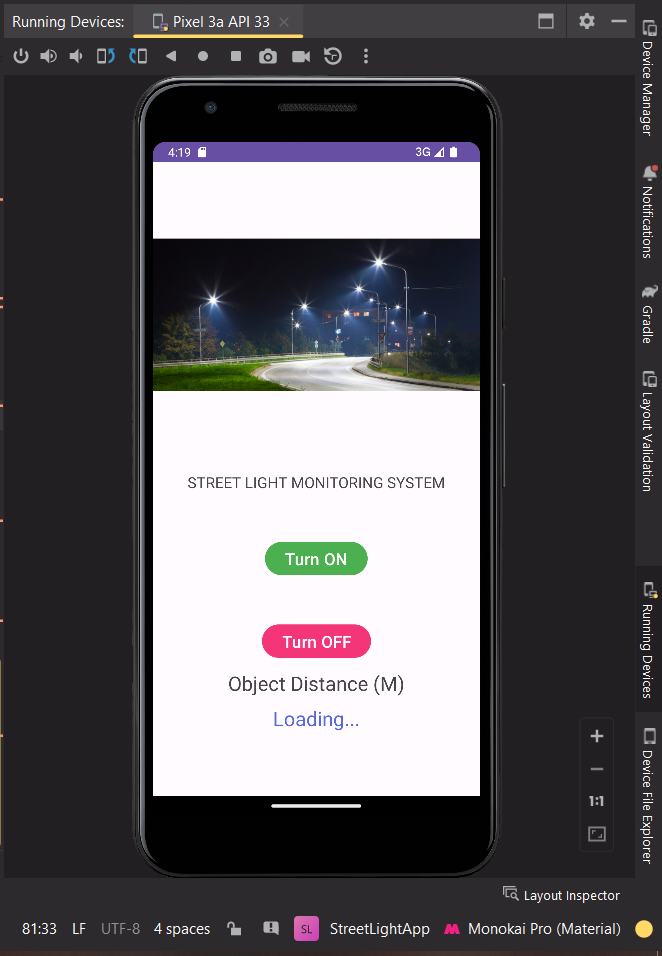 Running Devices:
Pixel 3a API 33
4:19
3G
STREET LIGHT MONITORING SYSTEM
Turn ON
Turn OFF
Object Distance (M)
Loading...
1:1
Device Manager
Notifications
Gradle
Layout Validation
Running Devices
Device File Explorer
Layout Inspector
81:33 LF UTF-8 4 spaces SL StreetLightApp Monokai Pro (Material)